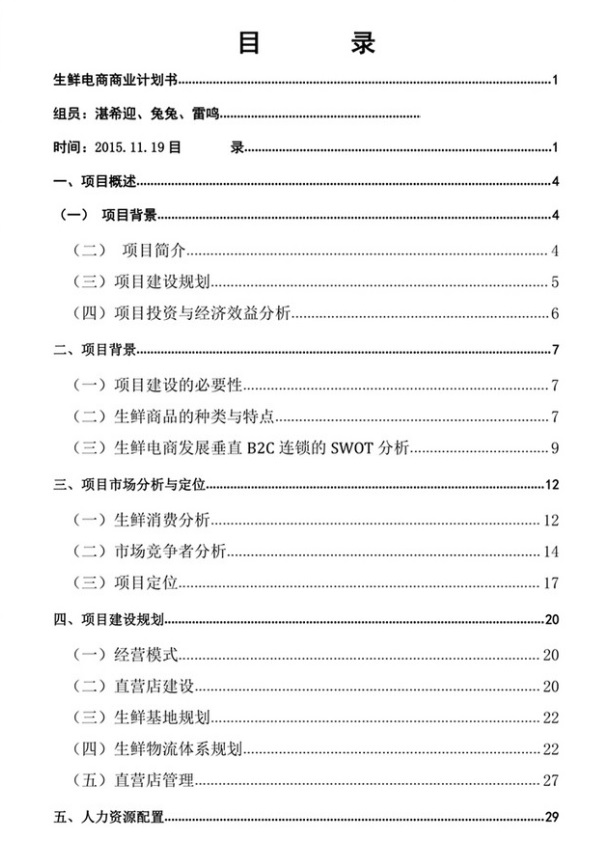 目 录
生鲜电商商业计划书........................1
组员：湛希迎、兔兔、雷鸣........................
时间：2015.11.19目 录........................1
一、项目概述........................4
（一） 项目背景........................4
（二） 项目简介........................4
（三）项目建设规划........................5
（四）项目投资与经济效益分析........................6
二、项目背景........................7
（一）项目建设的必要性........................7
（二）生鲜商品的种类与特点........................7
（三）生鲜电商发展垂直 B2C 连锁的 SWOT 分析........................9
三、项目市场分析与定位........................12
（一）生鲜消费分析........................12
（二）市场竞争者分析........................14
（三）项目定位........................17
四、项目建设规划........................20
（一）经营模式........................20
（二）直营店建设........................20
（三）生鲜基地规划........................22
（四）生鲜物流体系规划........................22
（五）直营店管理........................27
五、人力资源配置........................29